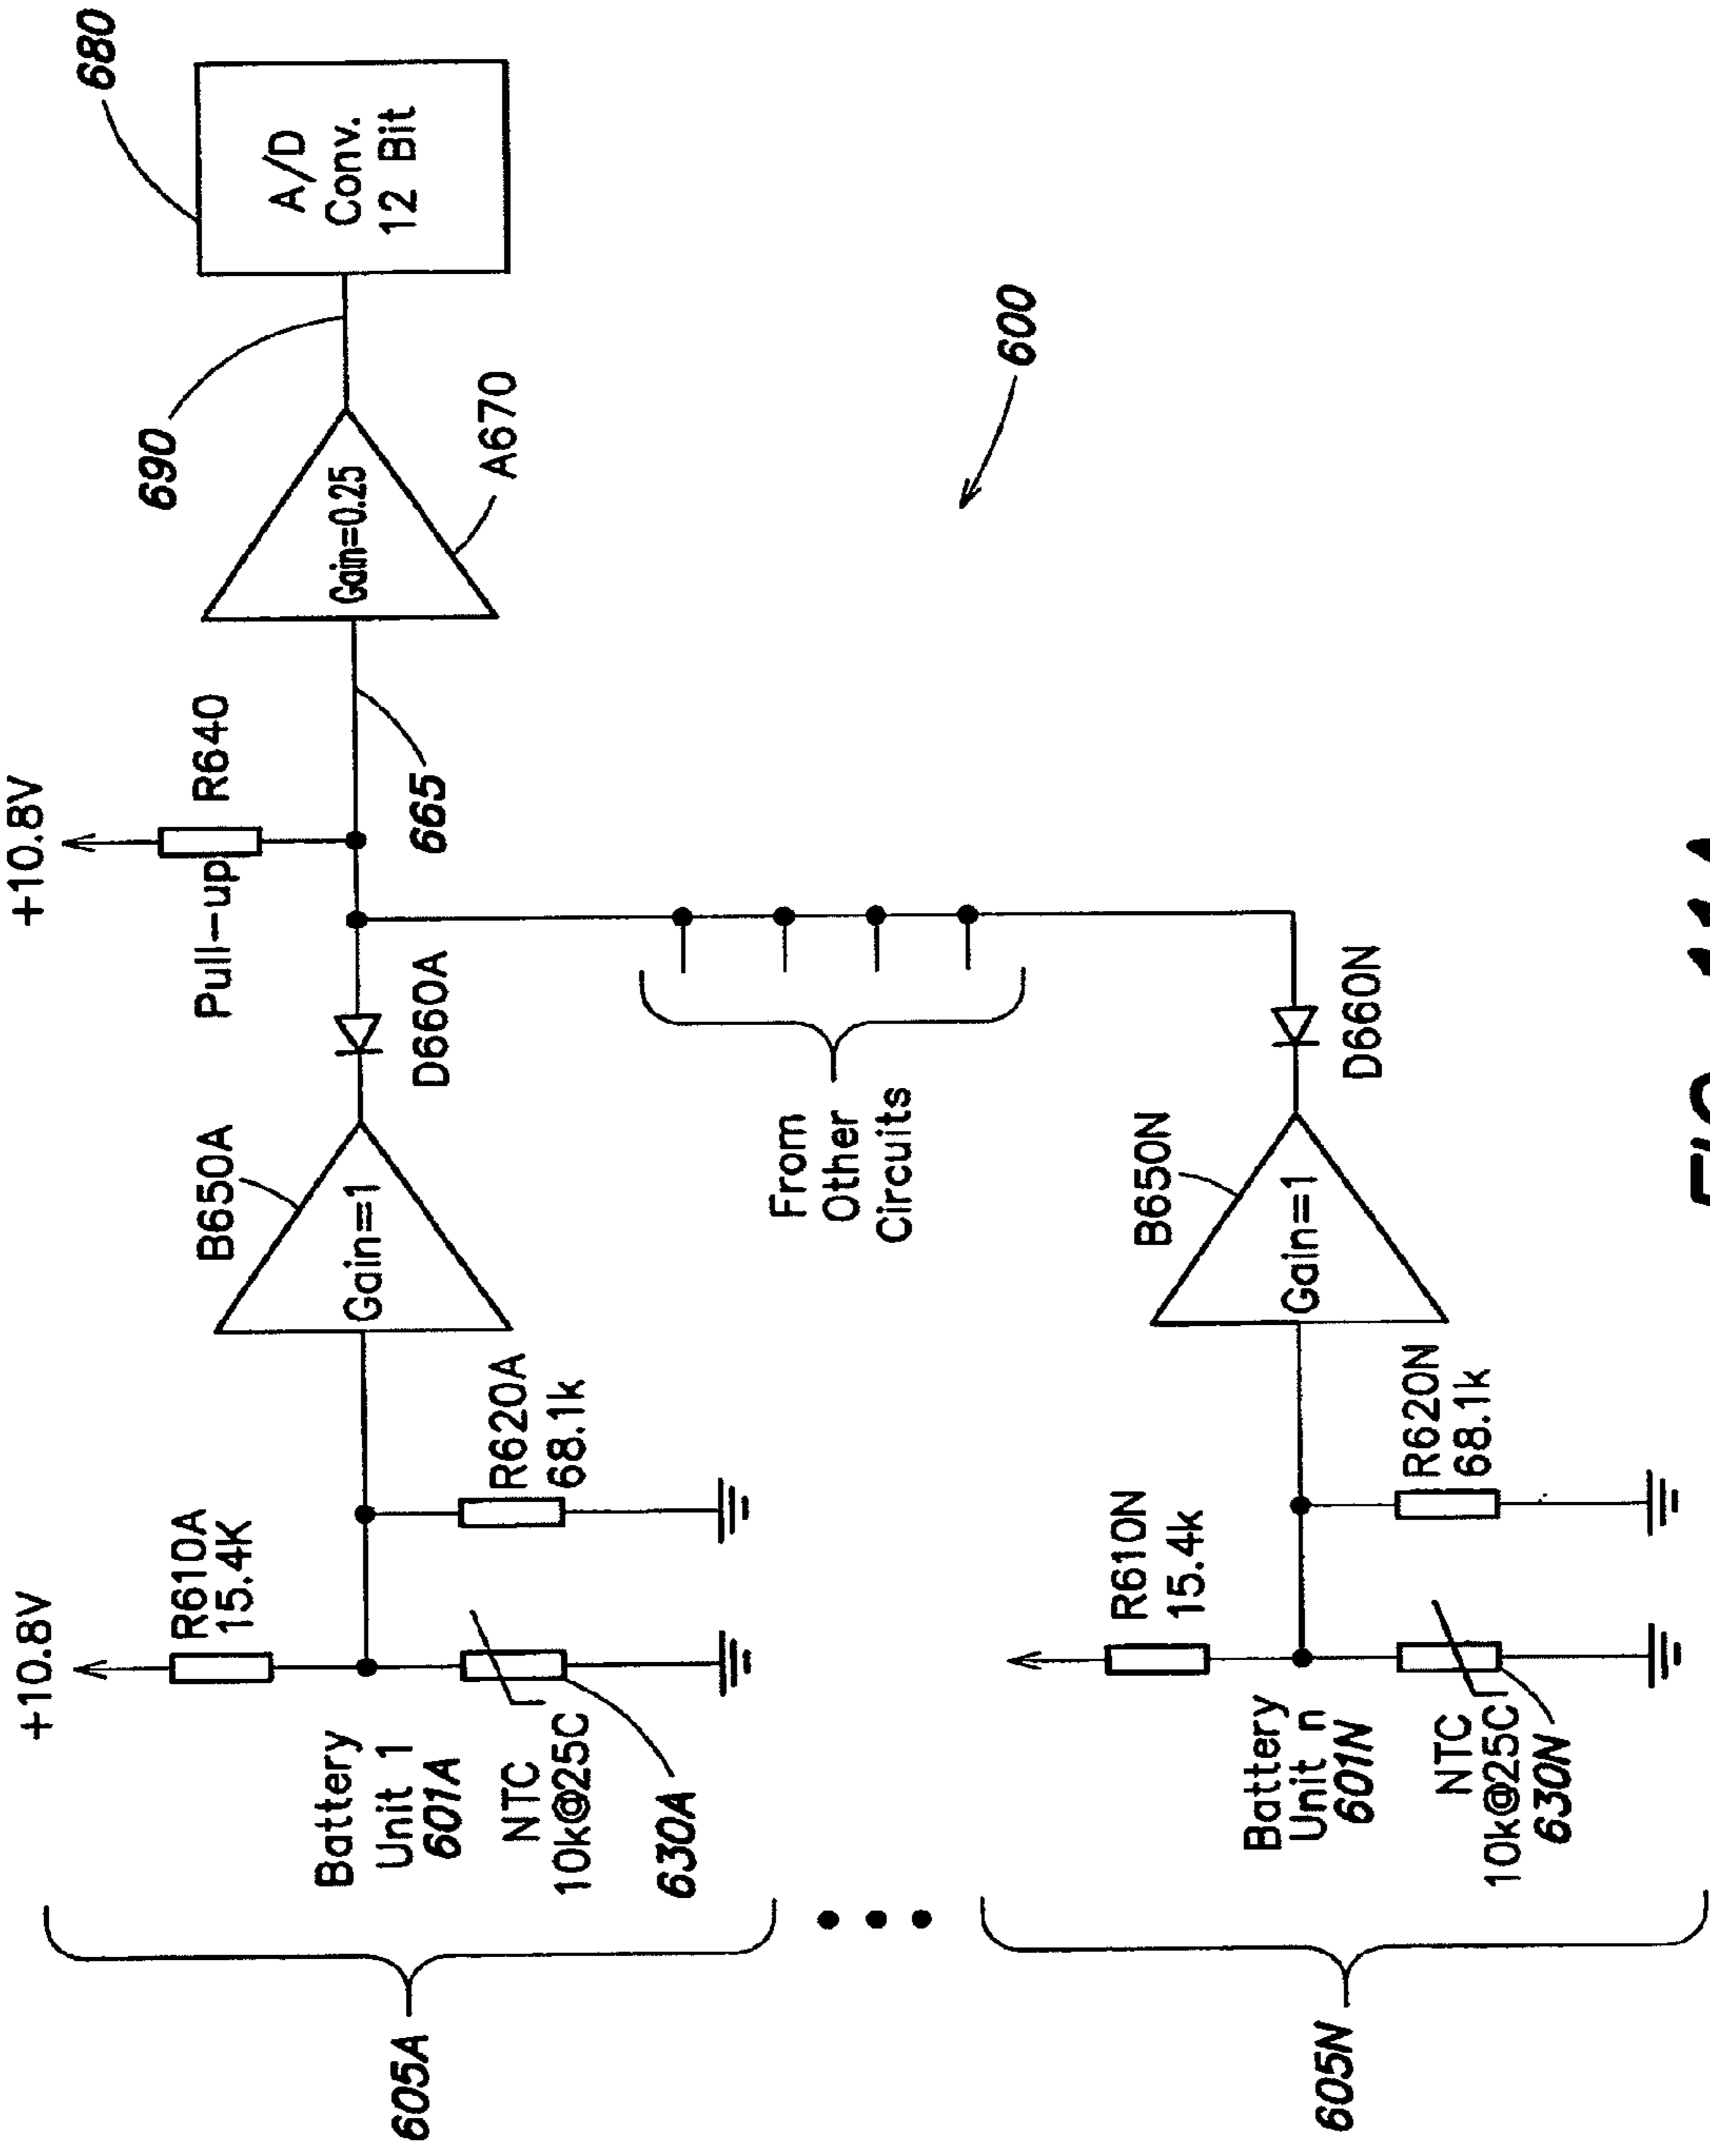 +10.8V
R610A
15.4K
Battery
Unit 1
601A
NTC
10k@25C
630A
R620A
68.1k
605A
B650A
Gain=1
D660A
+10.8V
Pull-up
R640
665
Gain=0.25
A670
690
A/D
Conv.
12 Bit
680
From
Other
Circuits
600
R610N
15.4k
Battery
Unit n
601N
NTC
10k@25C
630N
R620N
68.1k
605N
B650N
Gain=1
D660N